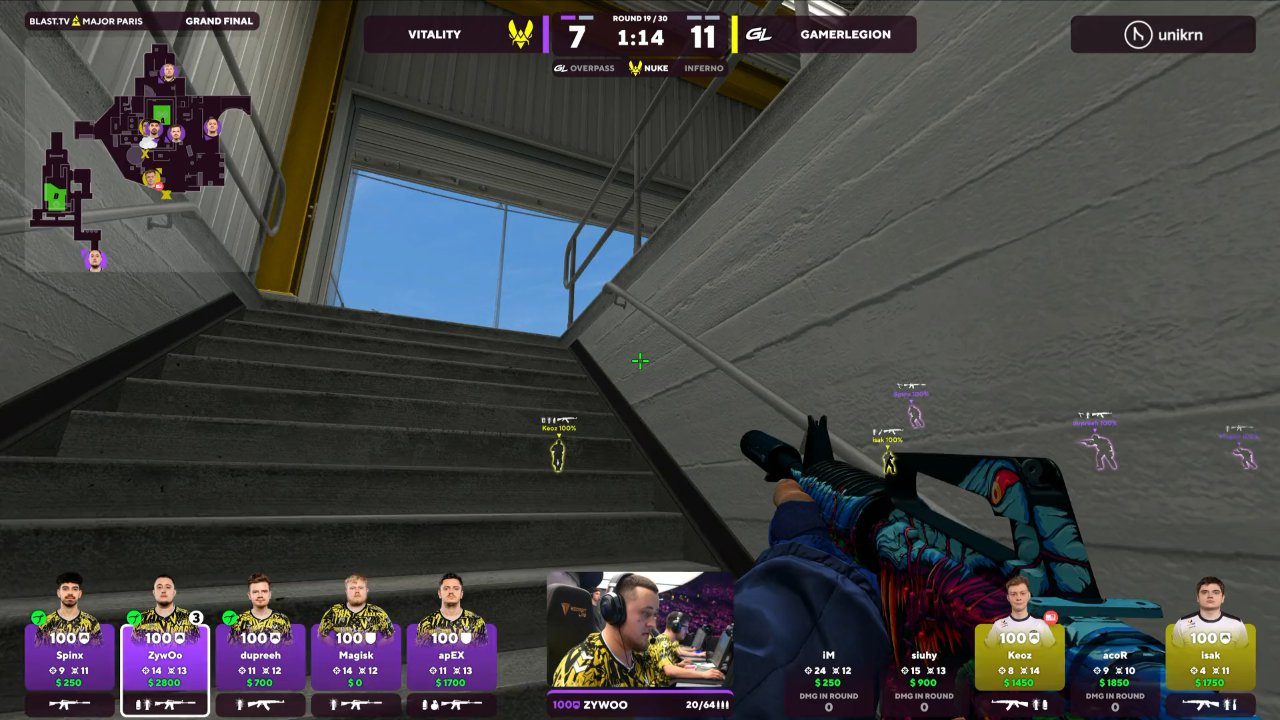 BLAST.TV MAJOR PARIS GRAND FINAL
VITALITY
7
ROUND 19 / 30
1:14
11
GL GAMERLEGION
unikrn
GL OVERPASS NUKE INFERNO
Spinx 100%
Keoz 100%
isak 100%
dupreeh 100%
3
100 100 100 100 100 100 100
Spinx ZywOo dupreeh Magisk apEX iM siuhy Keoz acoR isak
9 11 14 13 11 12 14 12 11 13 24 12 15 13 8 14 9 10 4 11
$ 250 $ 2800 $ 700 $ 0 $ 1700 $ 250 $ 900 $ 1450 $ 1850 $ 1750
DMG IN ROUND DMG IN ROUND DMG IN ROUND
0 0 0
100 ZYWOO 20/64